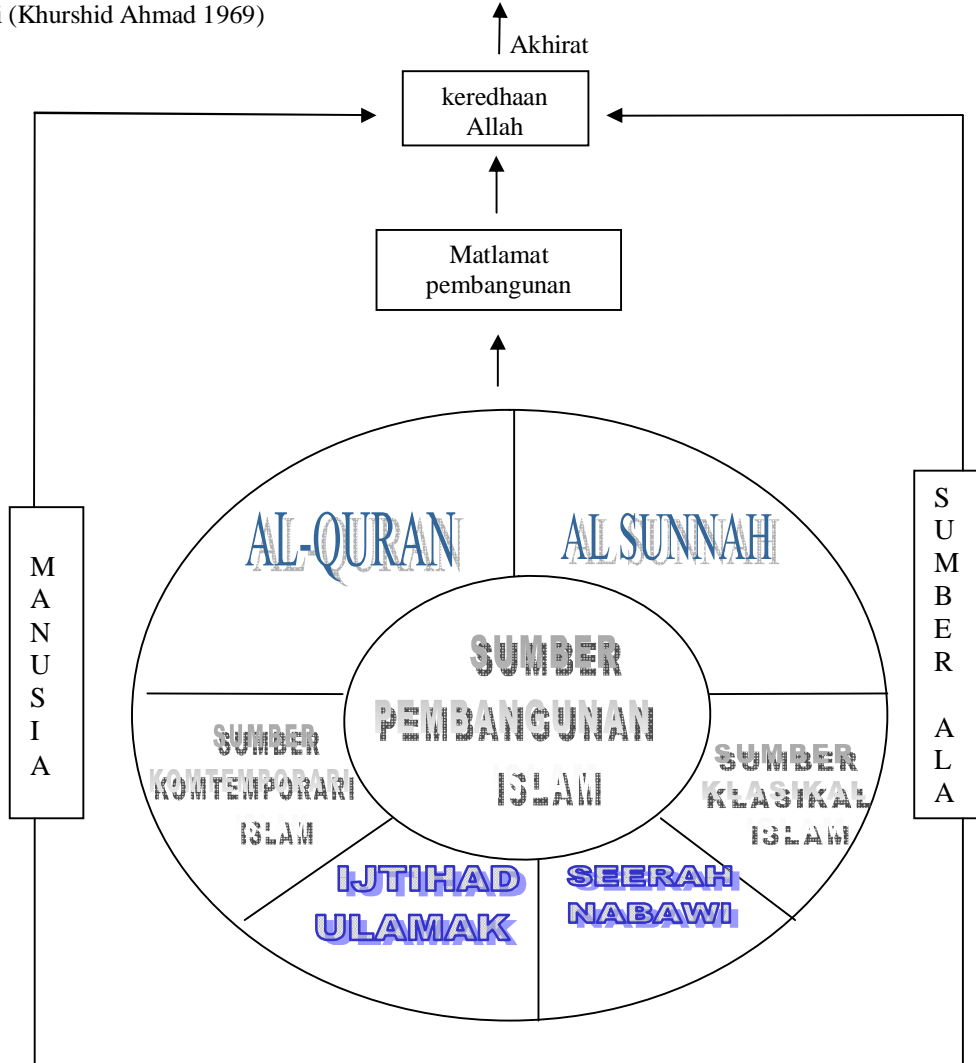 i (Khurshid Ahmad 1969)
Akhirat
keredhaan
Allah
Matlamat
pembangunan
AL-QURAN
AL SUNNAH
M
A
N
U
S
I
A
S
U
M
B
E
R
A
L
A
SUMBER
PEMBANGUNAN
ISLAM
SUMBER
KOMTEMPORARI
ISLAM
SUMBER
KLASIKAL
ISLAM
IJTIHAD
ULAMAK
SEERAH
NABAWI